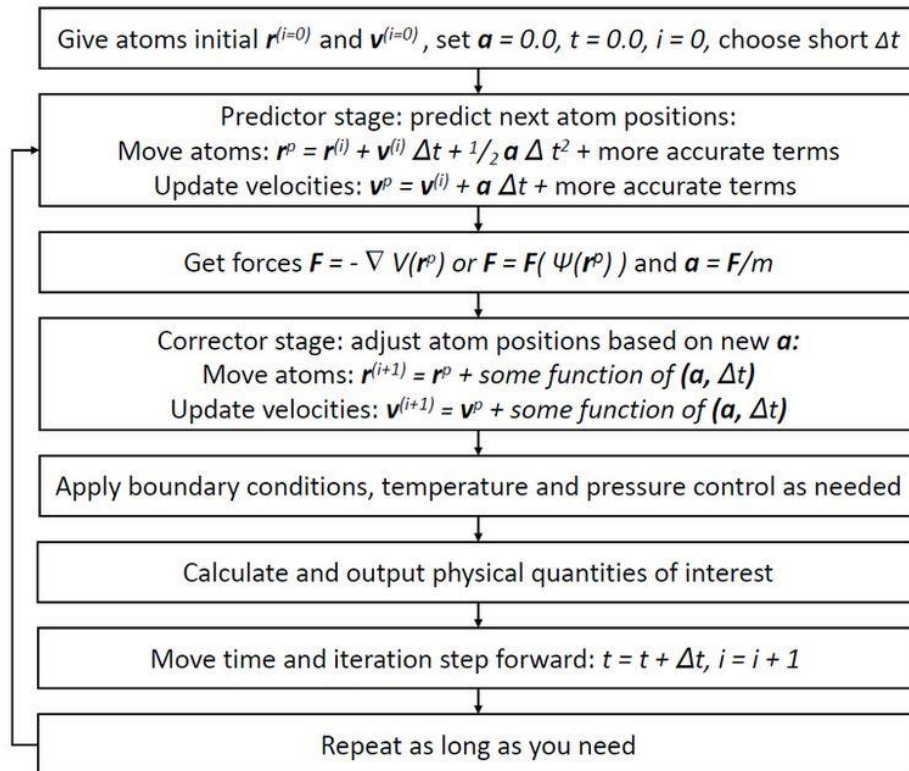 Give atoms initial r⁽ⁱ⁼⁰⁾ and v⁽ⁱ⁼⁰⁾ , set a = 0.0, t = 0.0, i = 0, choose short Δt
Predictor stage: predict next atom positions:
Move atoms: rᵖ = r⁽ⁱ⁾ + v⁽ⁱ⁾ Δt + ¹/₂ a Δ t² + more accurate terms
Update velocities: vᵖ = v⁽ⁱ⁾ + a Δt + more accurate terms
Get forces F = - ∇ V(rᵖ) or F = F( Ψ(rᵖ) ) and a = F/m
Corrector stage: adjust atom positions based on new a:
Move atoms: r⁽ⁱ⁺¹⁾ = rᵖ + some function of (a, Δt)
Update velocities: v⁽ⁱ⁺¹⁾ = vᵖ + some function of (a, Δt)
Apply boundary conditions, temperature and pressure control as needed
Calculate and output physical quantities of interest
Move time and iteration step forward: t = t + Δt, i = i + 1
Repeat as long as you need